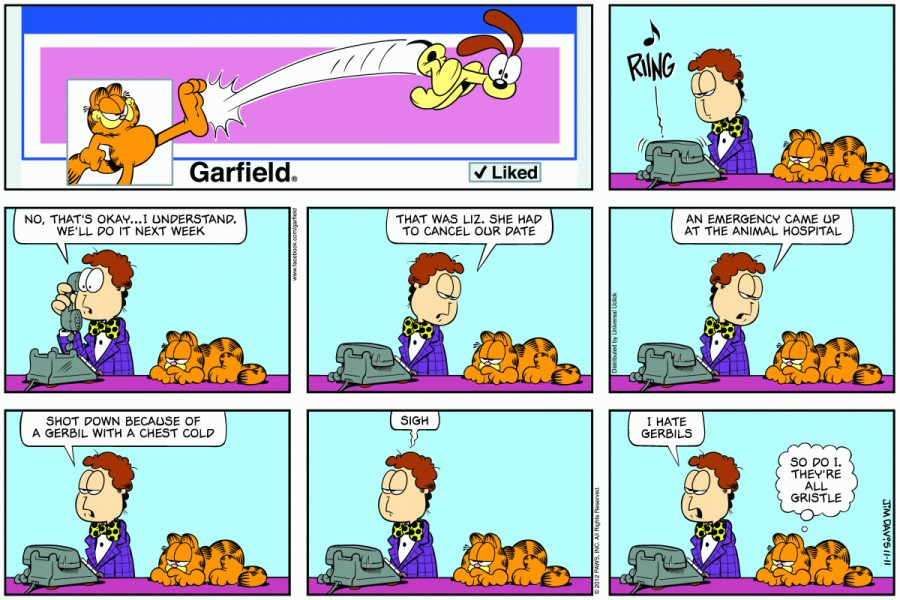 Garfield®
✓ Liked
RIING
NO, THAT'S OKAY...I UNDERSTAND.
WE'LL DO IT NEXT WEEK
www.facebook.com/garfield
THAT WAS LIZ. SHE HAD
TO CANCEL OUR DATE
AN EMERGENCY CAME UP
AT THE ANIMAL HOSPITAL
Distributed by Universal Uclick
SHOT DOWN BECAUSE OF
A GERBIL WITH A CHEST COLD
SIGH
© 2012 PAWS, INC. All Rights Reserved.
I HATE
GERBILS
SO DO I.
THEY'RE
ALL
GRISTLE
JIM DAVIS 11-11